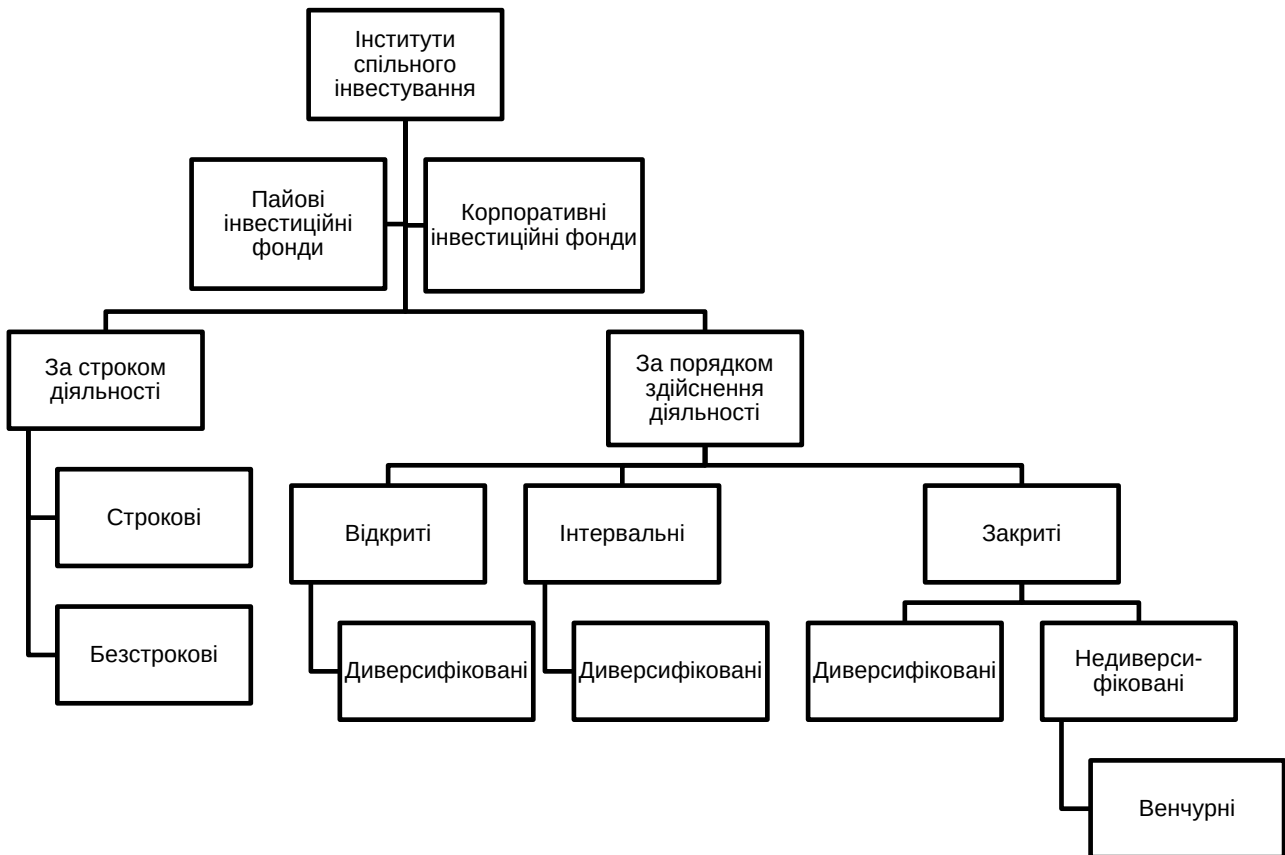 Інститути
спільного
інвестування
Пайові
інвестиційні
фонди
Корпоративні
інвестиційні фонди
За строком
діяльності
За порядком
здійснення
діяльності
Строкові
Безстрокові
Відкриті
Інтервальні
Закриті
Диверсифіковані
Диверсифіковані
Диверсифіковані
Недиверси-
фіковані
Венчурні